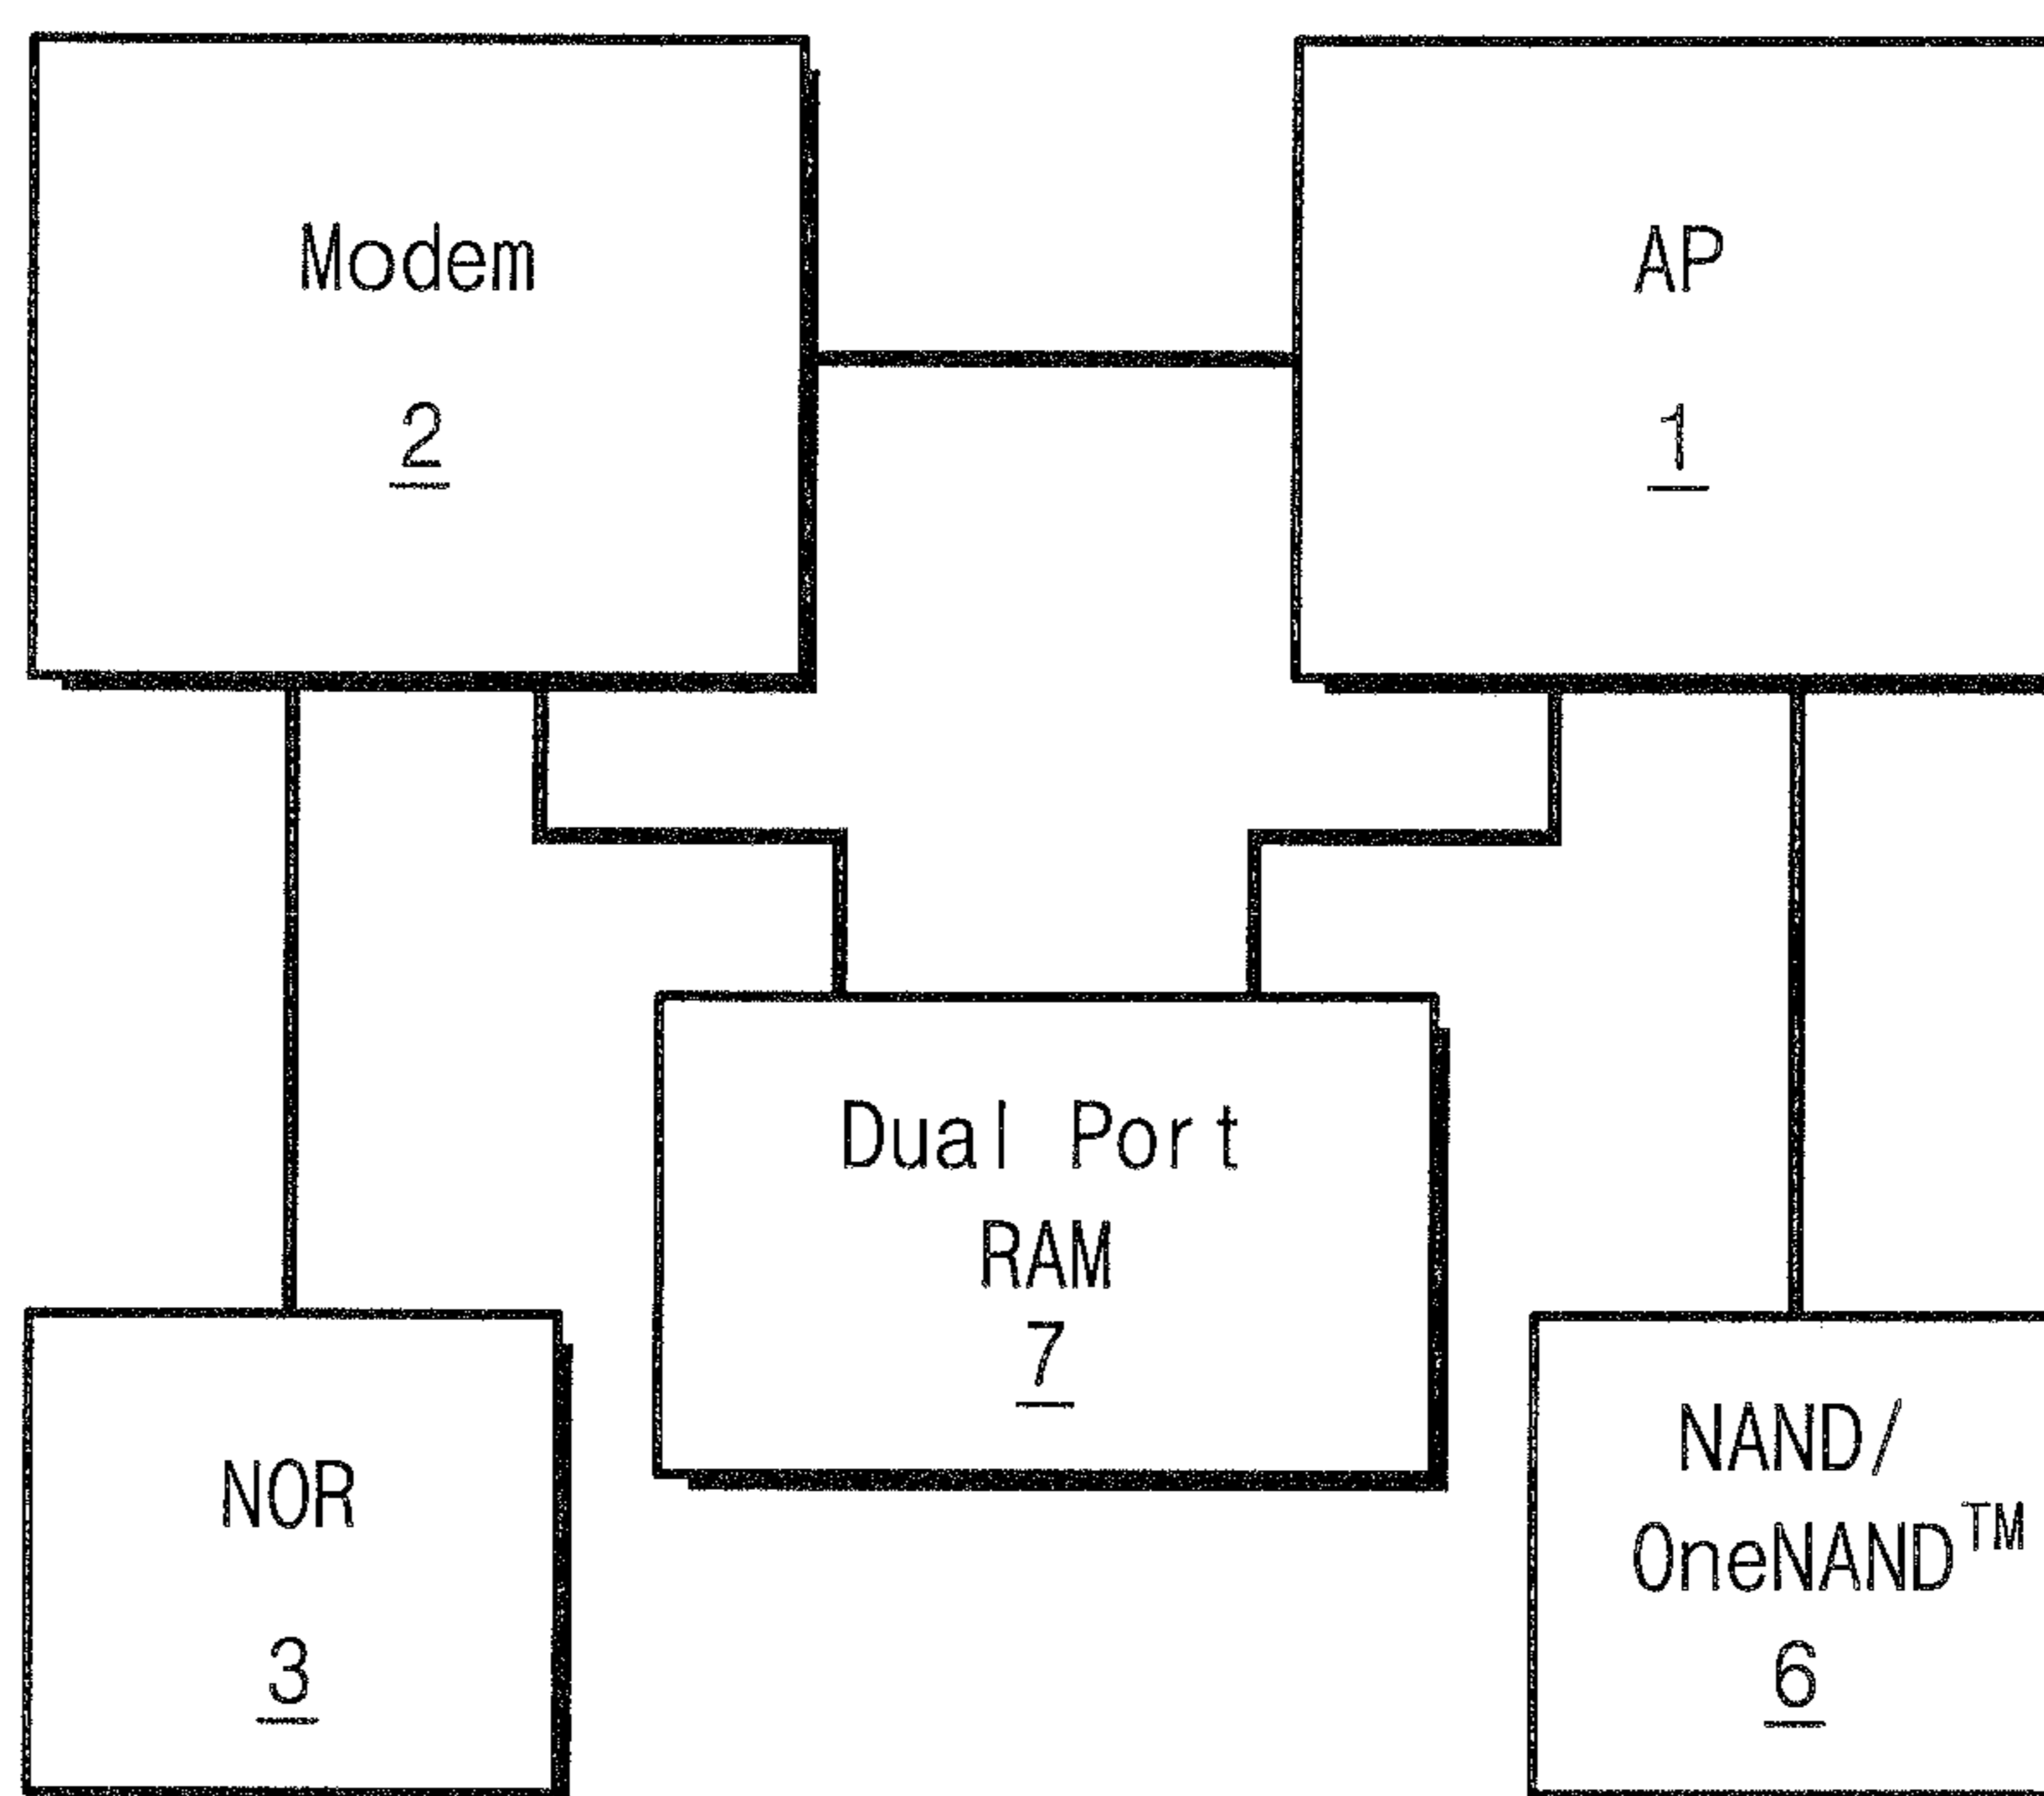 Modem
2
AP
1
Dual Port
RAM
7
NOR
3
NAND/
OneNAND™
6